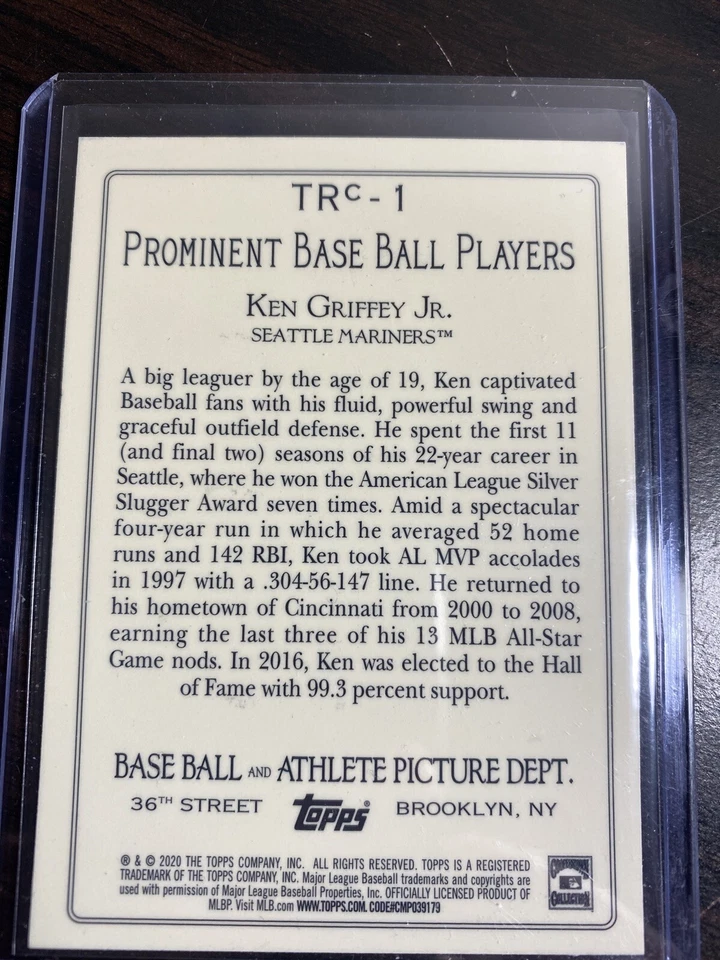 TRC-1
PROMINENT BASE BALL PLAYERS
KEN GRIFFEY JR.
SEATTLE MARINERS™
A big leaguer by the age of 19, Ken captivated
Baseball fans with his fluid, powerful swing and
graceful outfield defense. He spent the first 11
(and final two) seasons of his 22-year career in
Seattle, where he won the American League Silver
Slugger Award seven times. Amid a spectacular
four-year run in which he averaged 52 home
runs and 142 RBI, Ken took AL MVP accolades
in 1997 with a .304-56-147 line. He returned to
his hometown of Cincinnati from 2000 to 2008,
earning the last three of his 13 MLB All-Star
Game nods. In 2016, Ken was elected to the Hall
of Fame with 99.3 percent support.
BASE BALL AND ATHLETE PICTURE DEPT.
36TH STREET topps® BROOKLYN, NY
® & © 2020 THE TOPPS COMPANY, INC. ALL RIGHTS RESERVED. TOPPS IS A REGISTERED
TRADEMARK OF THE TOPPS COMPANY, INC. Major League Baseball trademarks and copyrights are
used with permission of Major League Baseball Properties, Inc. OFFICIALLY LICENSED PRODUCT OF
MLBP. Visit MLB.com WWW.TOPPS.COM. CODE#CMP039179
COLLECTION